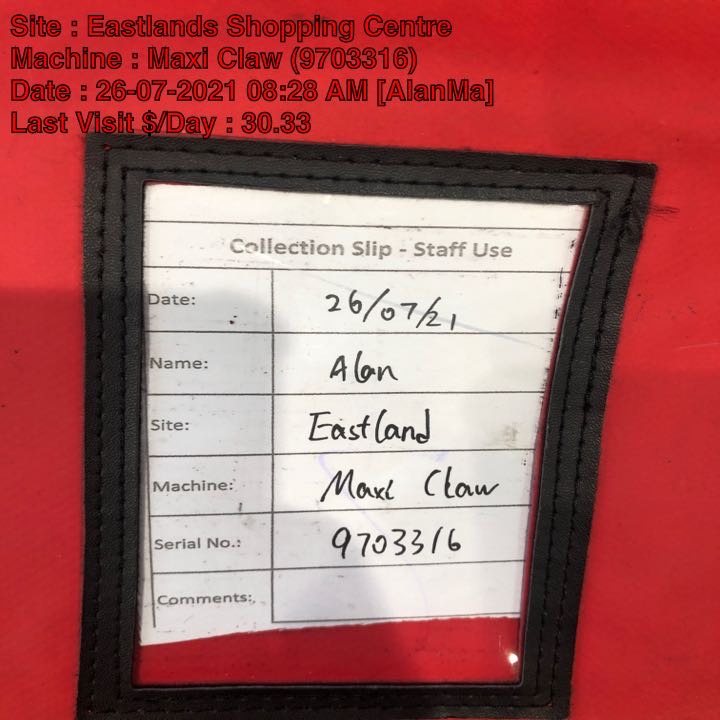 Site : Eastlands Shopping Centre
Machine : Maxi Claw (9703316)
Date : 26-07-2021 08:28 AM [AlanMa]
Last Visit $/Day : 30.33
Collection Slip - Staff Use
Date: 26/07/21
Name: Alan
Site: Eastland
Machine: Maxi Claw
Serial No.: 9703316
Comments: